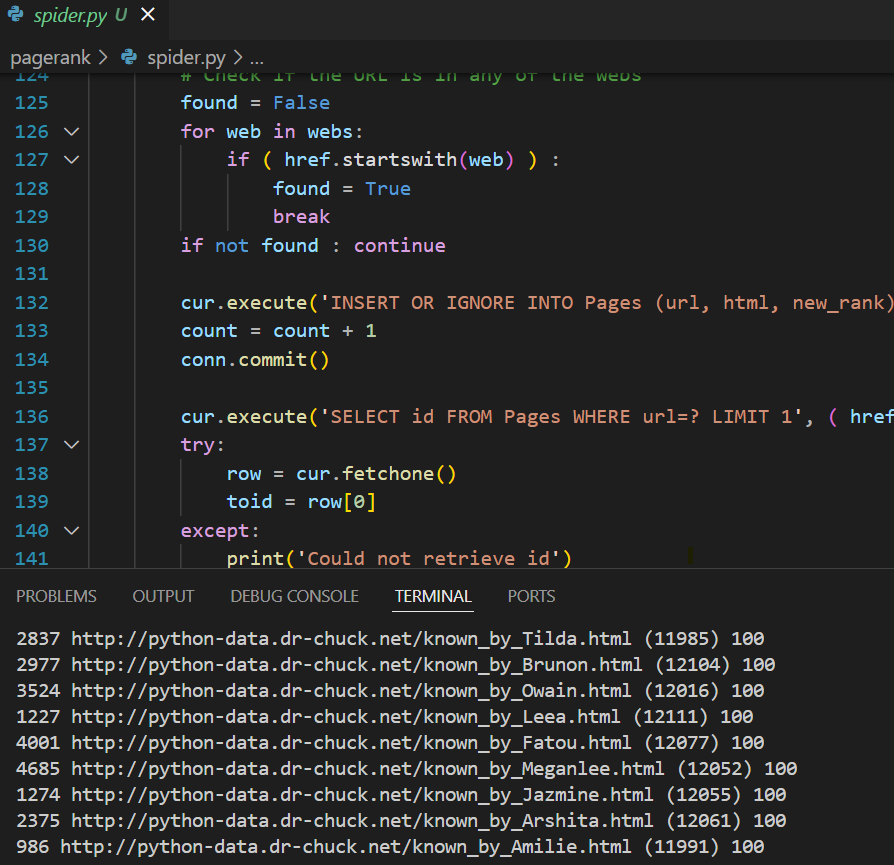 spider.py U ×
pagerank > spider.py > ...
124 # Check if the URL is in any of the webs
125 found = False
126 for web in webs:
127 if ( href.startswith(web) ) :
128 found = True
129 break
130 if not found : continue
131
132 cur.execute('INSERT OR IGNORE INTO Pages (url, html, new_rank)
133 count = count + 1
134 conn.commit()
135
136 cur.execute('SELECT id FROM Pages WHERE url=? LIMIT 1', ( href
137 try:
138 row = cur.fetchone()
139 toid = row[0]
140 except:
141 print('Could not retrieve id')
PROBLEMS OUTPUT DEBUG CONSOLE TERMINAL PORTS
2837 http://python-data.dr-chuck.net/known_by_Tilda.html (11985) 100
2977 http://python-data.dr-chuck.net/known_by_Brunon.html (12104) 100
3524 http://python-data.dr-chuck.net/known_by_Owain.html (12016) 100
1227 http://python-data.dr-chuck.net/known_by_Leea.html (12111) 100
4001 http://python-data.dr-chuck.net/known_by_Fatou.html (12077) 100
4685 http://python-data.dr-chuck.net/known_by_Meganlee.html (12052) 100
1274 http://python-data.dr-chuck.net/known_by_Jazmine.html (12055) 100
2375 http://python-data.dr-chuck.net/known_by_Arshita.html (12061) 100
986 http://python-data.dr-chuck.net/known_by_Amilie.html (11991) 100